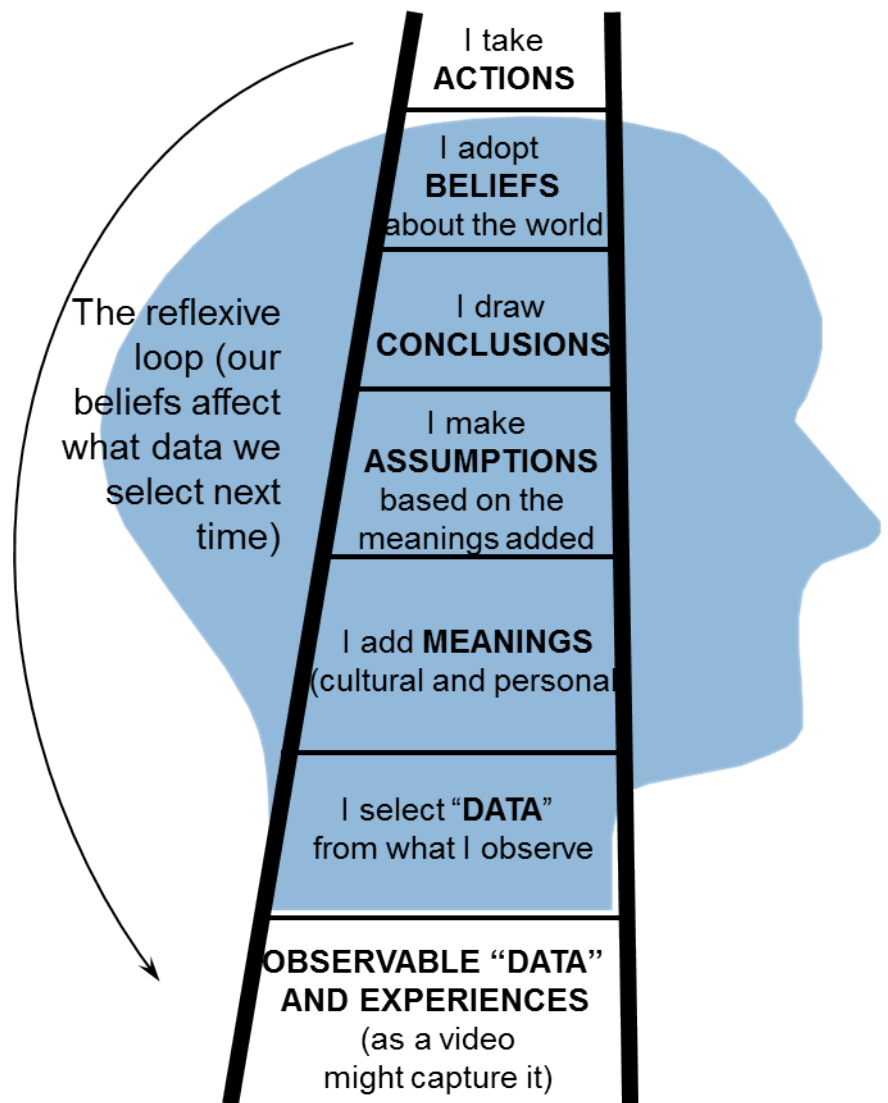 I take
ACTIONS
I adopt
BELIEFS
about the world
I draw
CONCLUSIONS
I make
ASSUMPTIONS
based on the
meanings added
I add MEANINGS
(cultural and personal
I select “DATA”
from what I observe
OBSERVABLE “DATA”
AND EXPERIENCES
(as a video
might capture it)
The reflexive
loop (our
beliefs affect
what data we
select next
time)